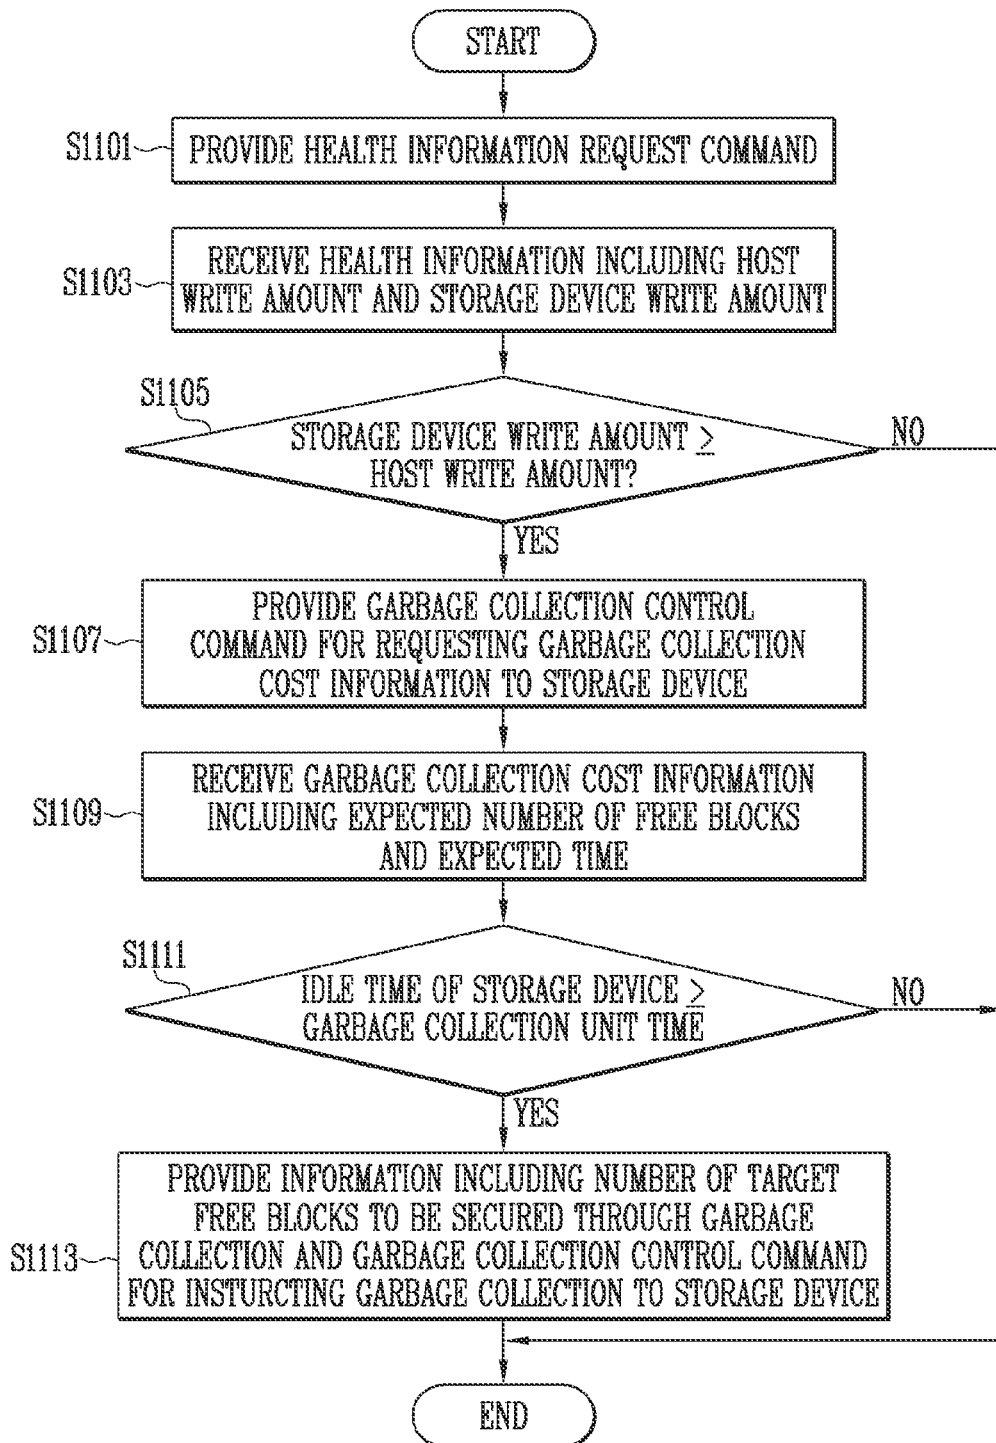 START
S1101
PROVIDE HEALTH INFORMATION REQUEST COMMAND
S1103
RECEIVE HEALTH INFORMATION INCLUDING HOST
WRITE AMOUNT AND STORAGE DEVICE WRITE AMOUNT
S1105
STORAGE DEVICE WRITE AMOUNT ≥
HOST WRITE AMOUNT?
NO
YES
S1107
PROVIDE GARBAGE COLLECTION CONTROL
COMMAND FOR REQUESTING GARBAGE COLLECTION
COST INFORMATION TO STORAGE DEVICE
S1109
RECEIVE GARBAGE COLLECTION COST INFORMATION
INCLUDING EXPECTED NUMBER OF FREE BLOCKS
AND EXPECTED TIME
S1111
IDLE TIME OF STORAGE DEVICE ≥
GARBAGE COLLECTION UNIT TIME
NO
YES
S1113
PROVIDE INFORMATION INCLUDING NUMBER OF TARGET
FREE BLOCKS TO BE SECURED THROUGH GARBAGE
COLLECTION AND GARBAGE COLLECTION CONTROL COMMAND
FOR INSTURCTING GARBAGE COLLECTION TO STORAGE DEVICE
END